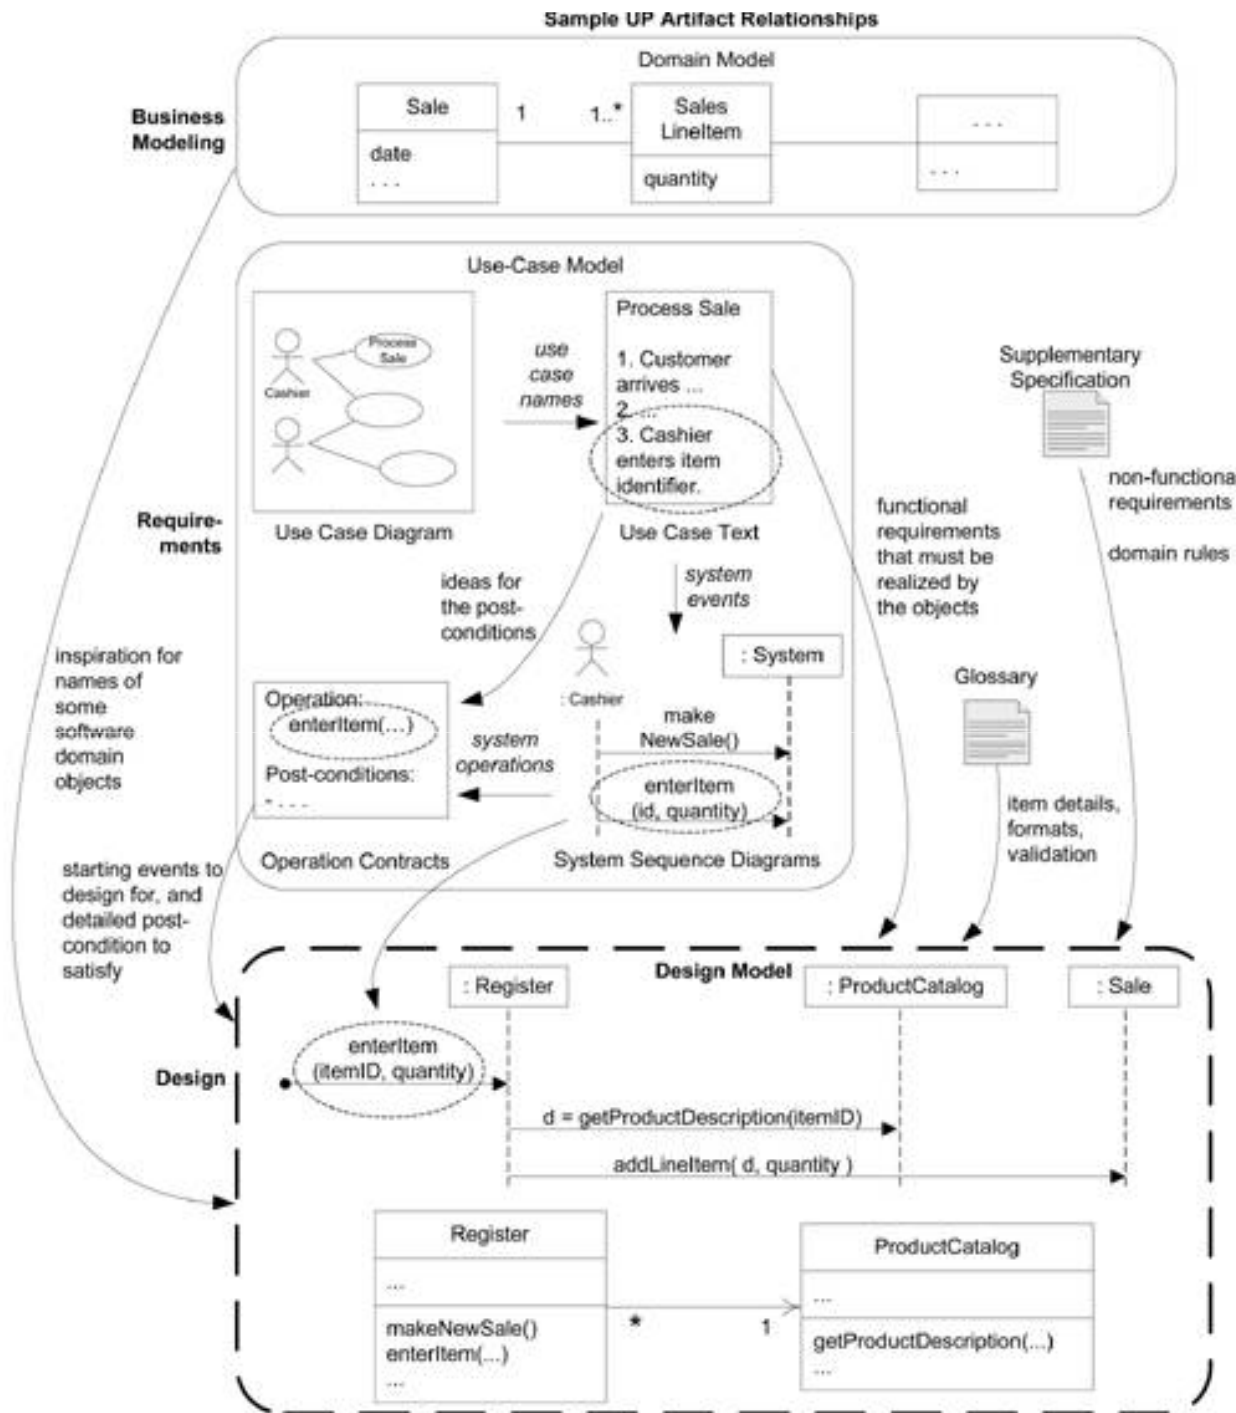 Sample UP Artifact Relationships
Domain Model
Business
Modeling
Sale
date
. . .
1
1..*
Sales
LineItem
quantity
. . .
. . .
Use-Case Model
Process
Sale
Cashier
Use Case Diagram
use
case
names
Process Sale
1. Customer
arrives ...
2. ...
3. Cashier
enters item
identifier.
Use Case Text
Require-
ments
Supplementary
Specification
non-functiona
requirements
domain rules
functional
requirements
that must be
realized by
the objects
ideas for
the post-
conditions
system
events
inspiration for
names of
some
software
domain
objects
Operation:
enterItem(…)
Post-conditions:
- . . .
Operation Contracts
system
operations
: Cashier
: System
make
NewSale()
enterItem
(id, quantity)
System Sequence Diagrams
Glossary
item details,
formats,
validation
starting events to
design for, and
detailed post-
condition to
satisfy
Design Model
: Register
: ProductCatalog
: Sale
Design
enterItem
(itemID, quantity)
d = getProductDescription(itemID)
addLineItem( d, quantity )
Register
...
makeNewSale()
enterItem(...)
...
*
1
ProductCatalog
...
getProductDescription(...)
...